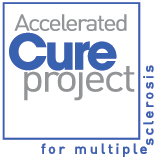 Accelerated
Cure
project
for multiple
sclerosis